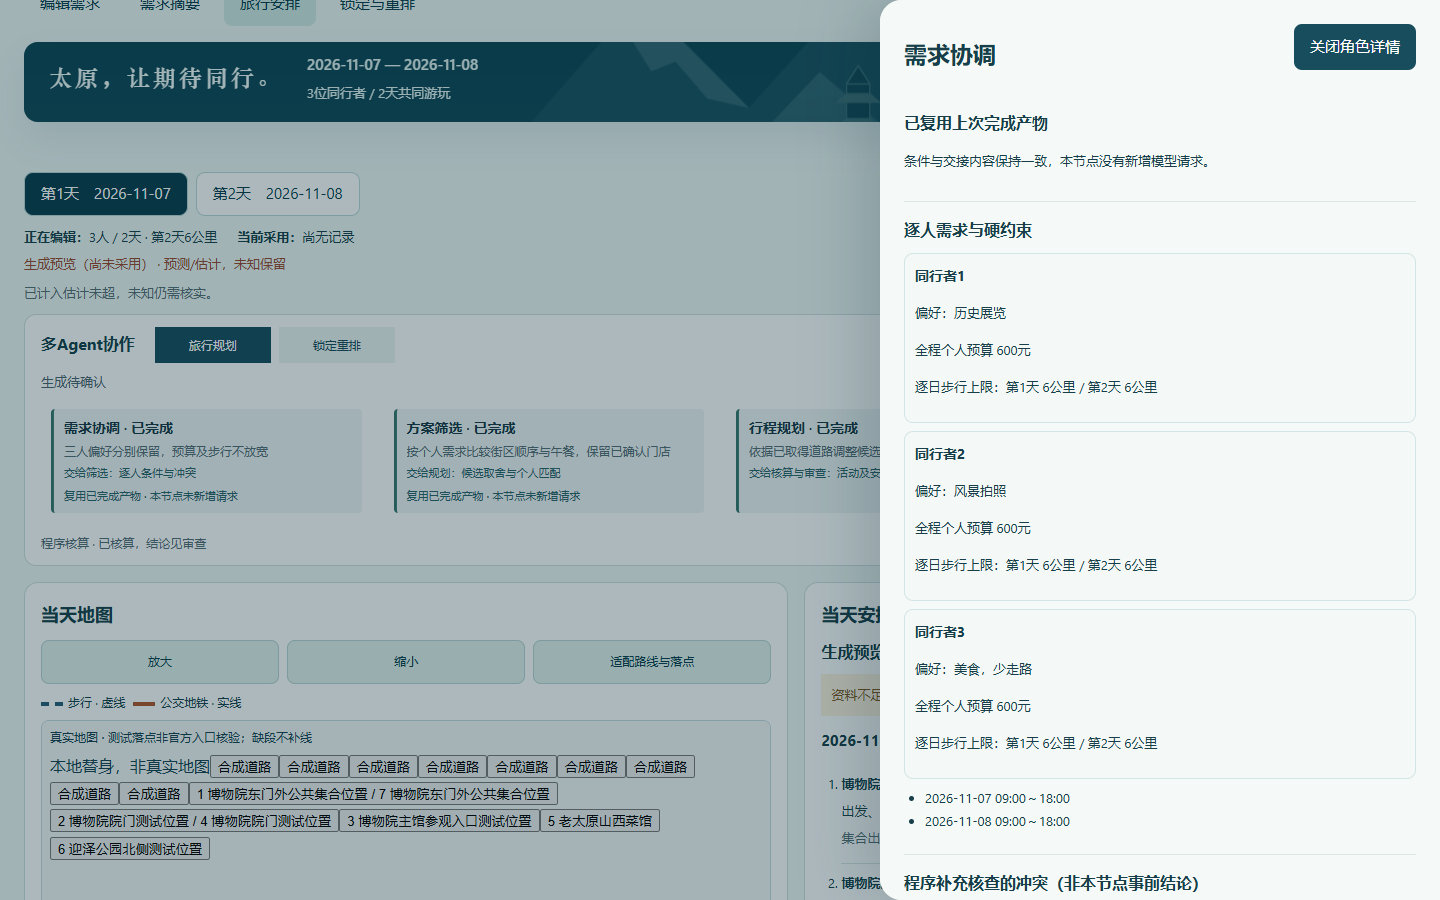 编辑需求 需求摘要 旅行安排 锁定与重排
太原，让期待同行。
2026-11-07 — 2026-11-08
3位同行者 / 2天共同游玩
第1天 2026-11-07 第2天 2026-11-08
正在编辑：3人 / 2天 · 第2天6公里 当前采用：尚无记录
生成预览（尚未采用） · 预测/估计，未知保留
已计入估计未超，未知仍需核实。
多Agent协作 旅行规划 锁定重排
生成待确认
需求协调 · 已完成
三人偏好分别保留，预算及步行不放宽
交给筛选：逐人条件与冲突
复用已完成产物 · 本节点未新增请求
方案筛选 · 已完成
按个人需求比较街区顺序与午餐，保留已确认门店
交给规划：候选取舍与个人匹配
复用已完成产物 · 本节点未新增请求
行程规划 · 已完成
依据已取得道路调整候选
交给核算与审查：活动及安
程序核算 · 已核算，结论见审查
当天地图
放大 缩小 适配路线与落点
步行 · 虚线 公交地铁 · 实线
真实地图 · 测试落点非官方入口核验；缺段不补线
本地替身，非真实地图 合成道路 合成道路 合成道路 合成道路 合成道路 合成道路 合成道路
合成道路 合成道路 1 博物院东门外公共集合位置 / 7 博物院东门外公共集合位置
2 博物院院门测试位置 / 4 博物院院门测试位置 3 博物院主馆参观入口测试位置 5 老太原山西菜馆
6 迎泽公园北侧测试位置
当天安
生成预览
资料不足
2026-11
1. 博物院
出发、
集合出
2. 博物院
需求协调
关闭角色详情
已复用上次完成产物
条件与交接内容保持一致，本节点没有新增模型请求。
逐人需求与硬约束
同行者1
偏好：历史展览
全程个人预算 600元
逐日步行上限：第1天 6公里 / 第2天 6公里
同行者2
偏好：风景拍照
全程个人预算 600元
逐日步行上限：第1天 6公里 / 第2天 6公里
同行者3
偏好：美食，少走路
全程个人预算 600元
逐日步行上限：第1天 6公里 / 第2天 6公里
• 2026-11-07 09:00～18:00
• 2026-11-08 09:00～18:00
程序补充核查的冲突（非本节点事前结论）